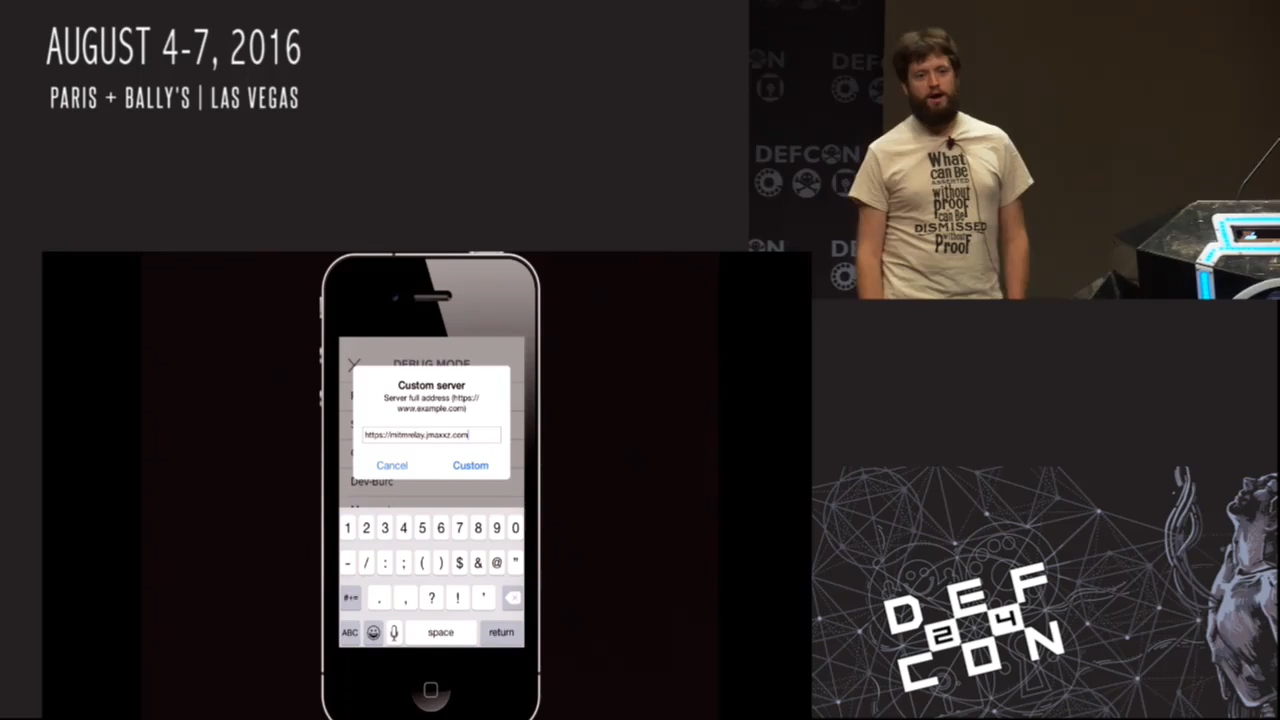 AUGUST 4-7, 2016
PARIS + BALLY'S | LAS VEGAS
DEFCON
DEFCON
What
can Be
ASSERTED
without
proof
can Be
DISMISSED
without
Proof
DEBUG MODE
Custom server
Server full address (https://
www.example.com)
https://mitmrelay.jmaxxz.com
Cancel
Custom
Dev-Burc
1 2 3 4 5 6 7 8 9 0
- / : ; ( ) $ & @ "
#+= . , ? ! '
ABC space return
DEF
24
CON